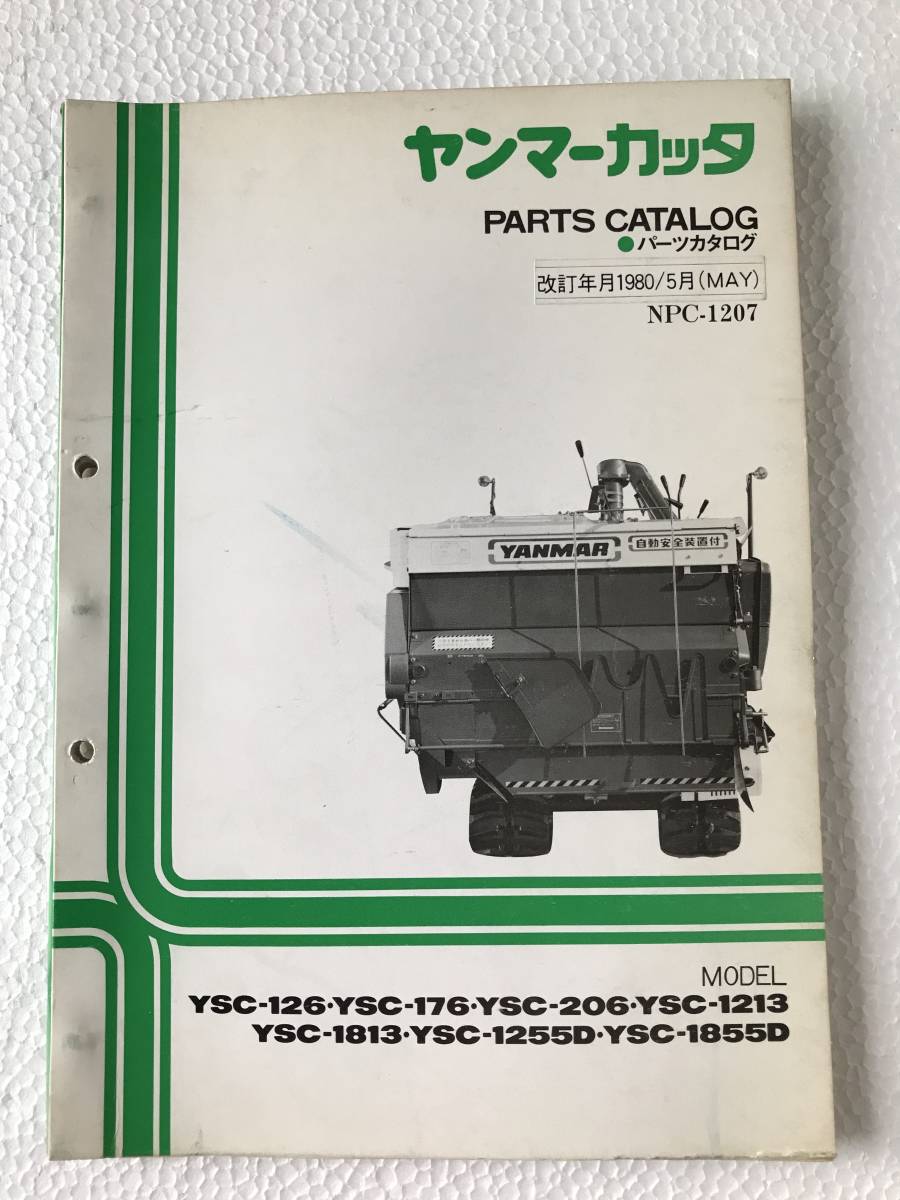 ヤンマーカッタ
PARTS CATALOG
●パーツカタログ
改訂年月1980/5月(MAY)
NPC-1207
YANMAR 自動安全装置付
MODEL
YSC-126・YSC-176・YSC-206・YSC-1213
YSC-1813・YSC-1255D・YSC-1855D